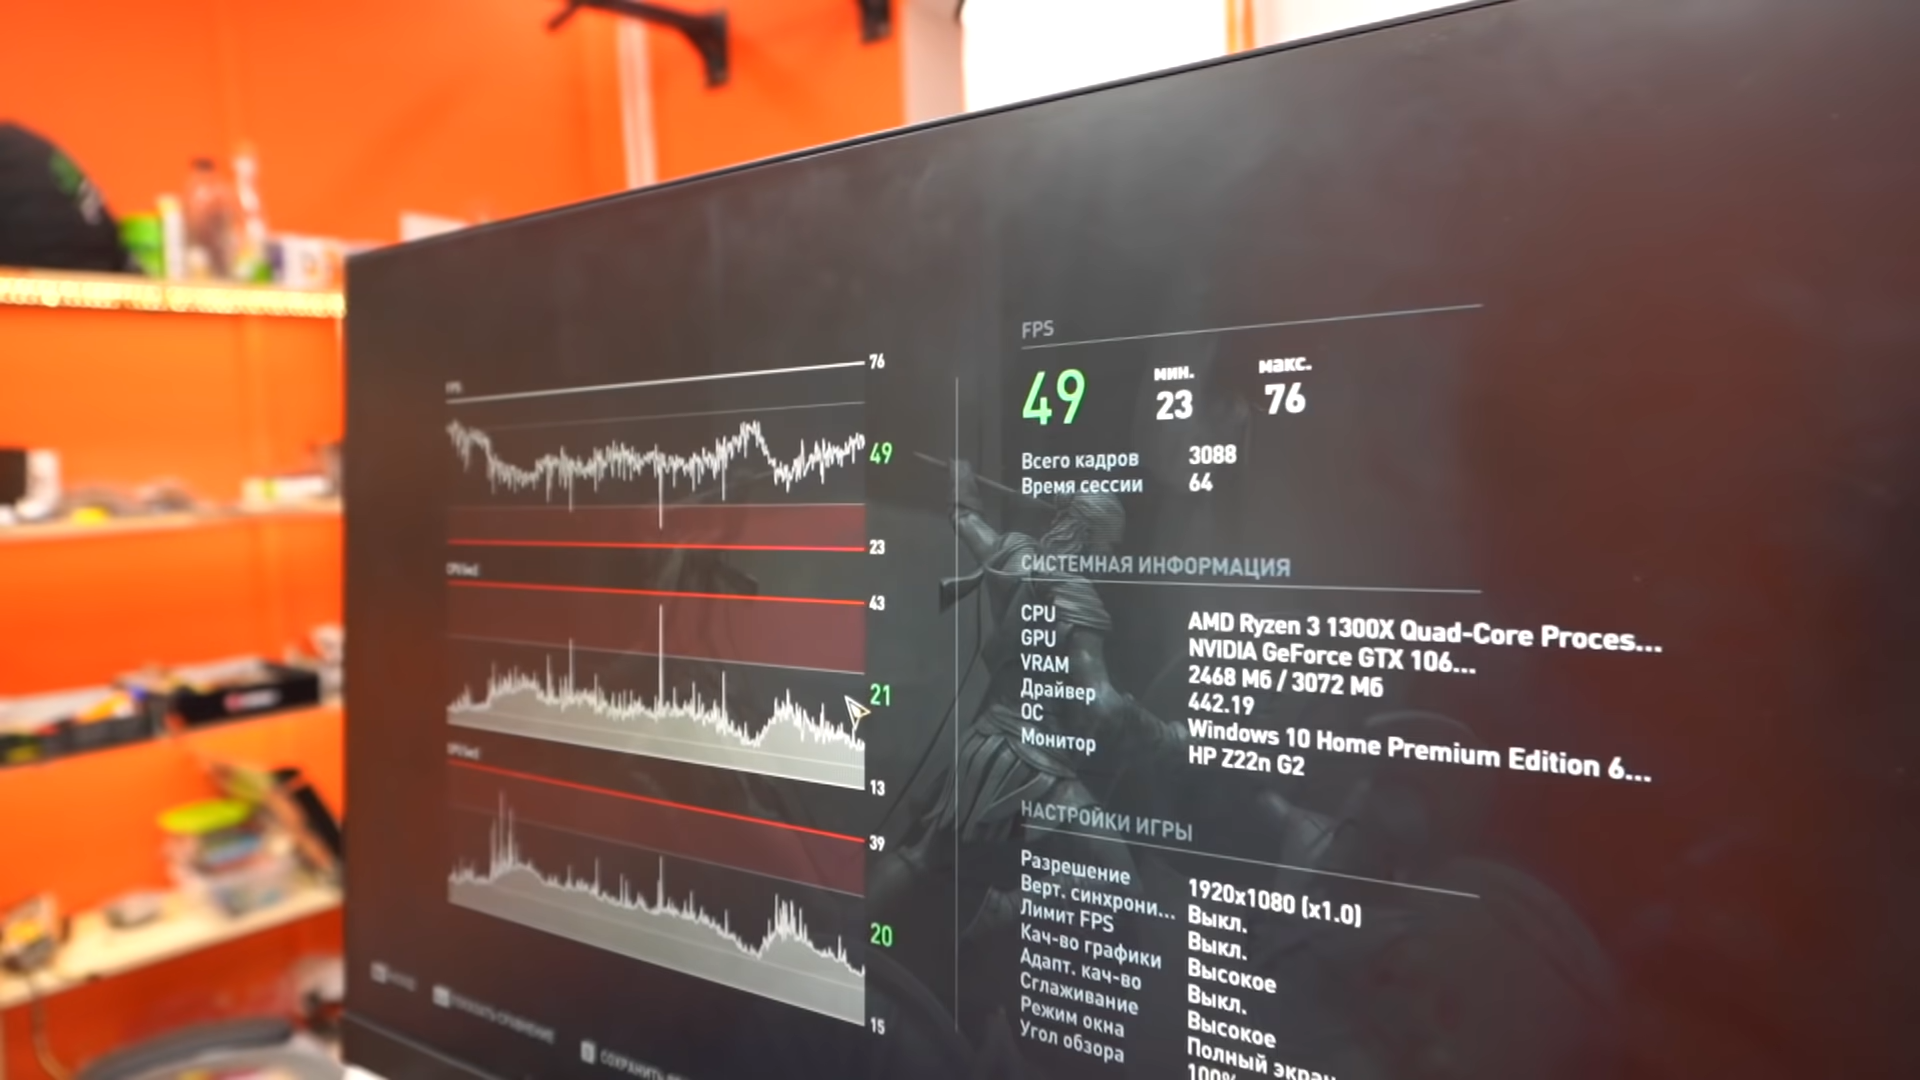 FPS
76
49
23
43
21
13
39
20
15
FPS
49
мин.
23
макс.
76
Всего кадров 3088
Время сессии 64
СИСТЕМНАЯ ИНФОРМАЦИЯ
CPU AMD Ryzen 3 1300X Quad-Core Proces...
GPU NVIDIA GeForce GTX 106...
VRAM 2468 Мб / 3072 Мб
Драйвер 442.19
ОС Windows 10 Home Premium Edition 6...
Монитор HP Z22n G2
НАСТРОЙКИ ИГРЫ
Разрешение 1920x1080 (x1.0)
Верт. синхрони... Выкл.
Лимит FPS Выкл.
Кач-во графики Высокое
Адапт. кач-во Выкл.
Сглаживание Высокое
Режим окна Полный экран
Угол обзора 100%
СОХРАНИТЬ